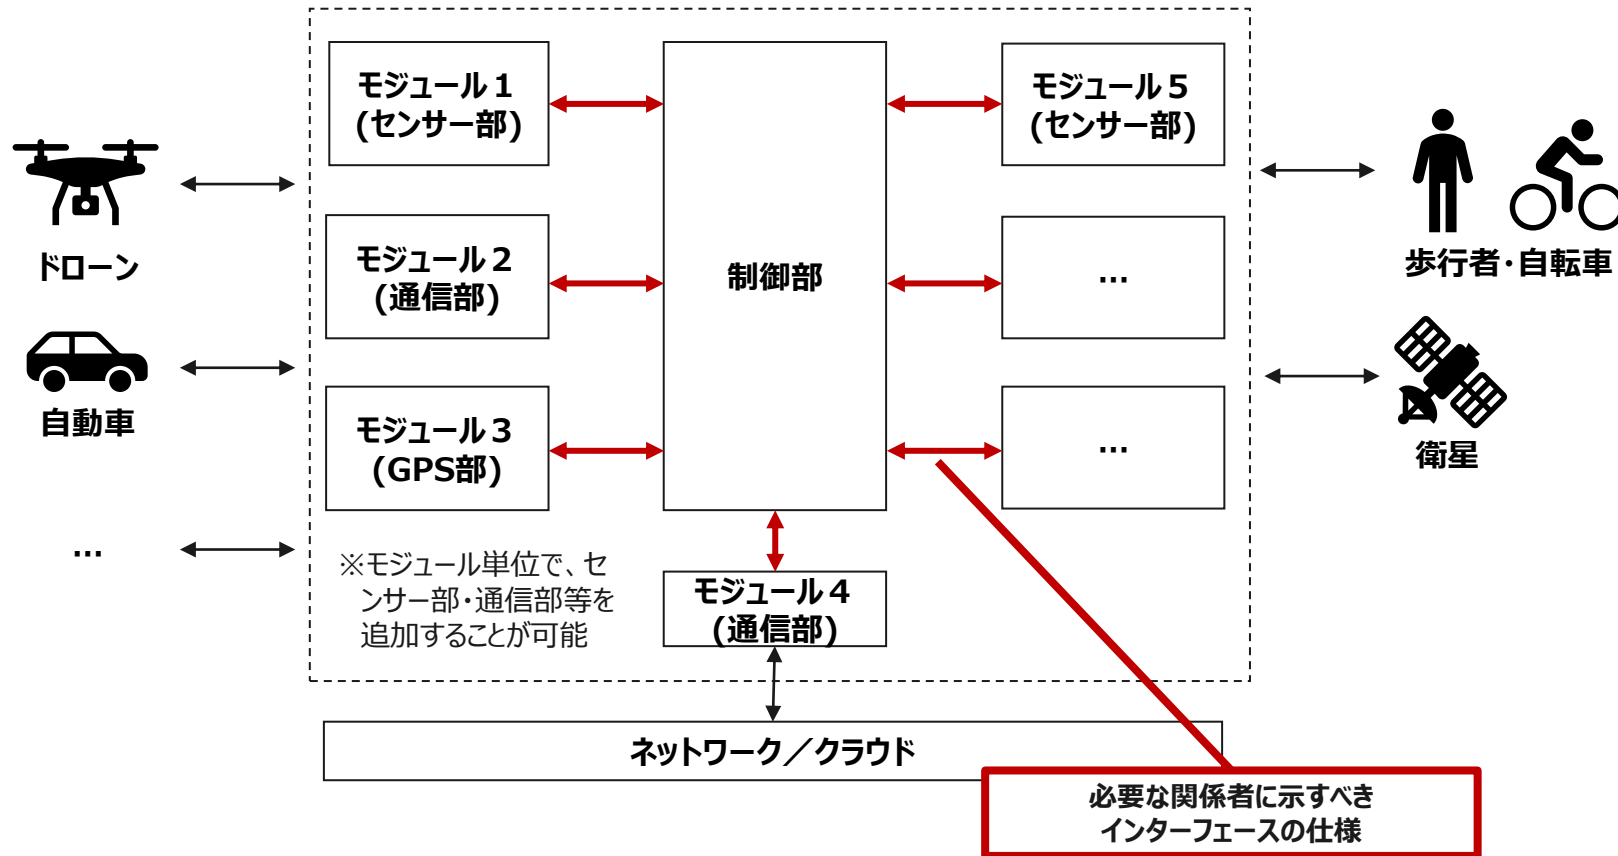 モジュール１
(センサー部)
モジュール５
(センサー部)
ドローン
モジュール２
(通信部)
制御部
…
歩行者・自転車
自動車
モジュール３
(GPS部)
…
衛星
…
※モジュール単位で、セ
ンサー部・通信部等を
追加することが可能
モジュール４
(通信部)
ネットワーク／クラウド
必要な関係者に示すべき
インターフェースの仕様